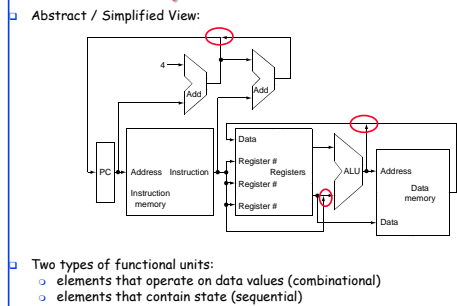 Abstract / Simplified View:
4
Add
Add
Data
Register #
PC
Address Instruction
Registers
ALU
Address
Instruction
memory
Register #
Data
memory
Register #
Data
Two types of functional units:
elements that operate on data values (combinational)
elements that contain state (sequential)